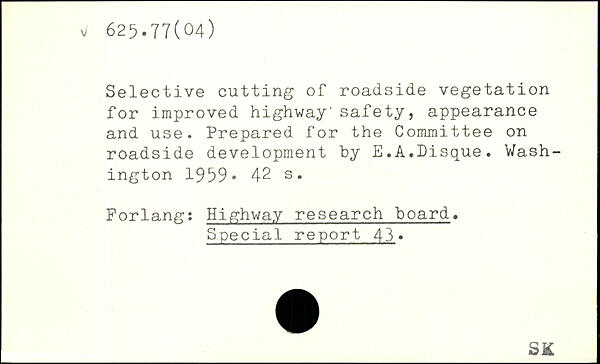 v 625.77(04)
Selective cutting of roadside vegetation
for improved highway safety, appearance
and use. Prepared for the Committee on
roadside development by E.A.Disque. Wash-
ington 1959. 42 s.
Forlang: Highway research board.
Special report 43.
SK